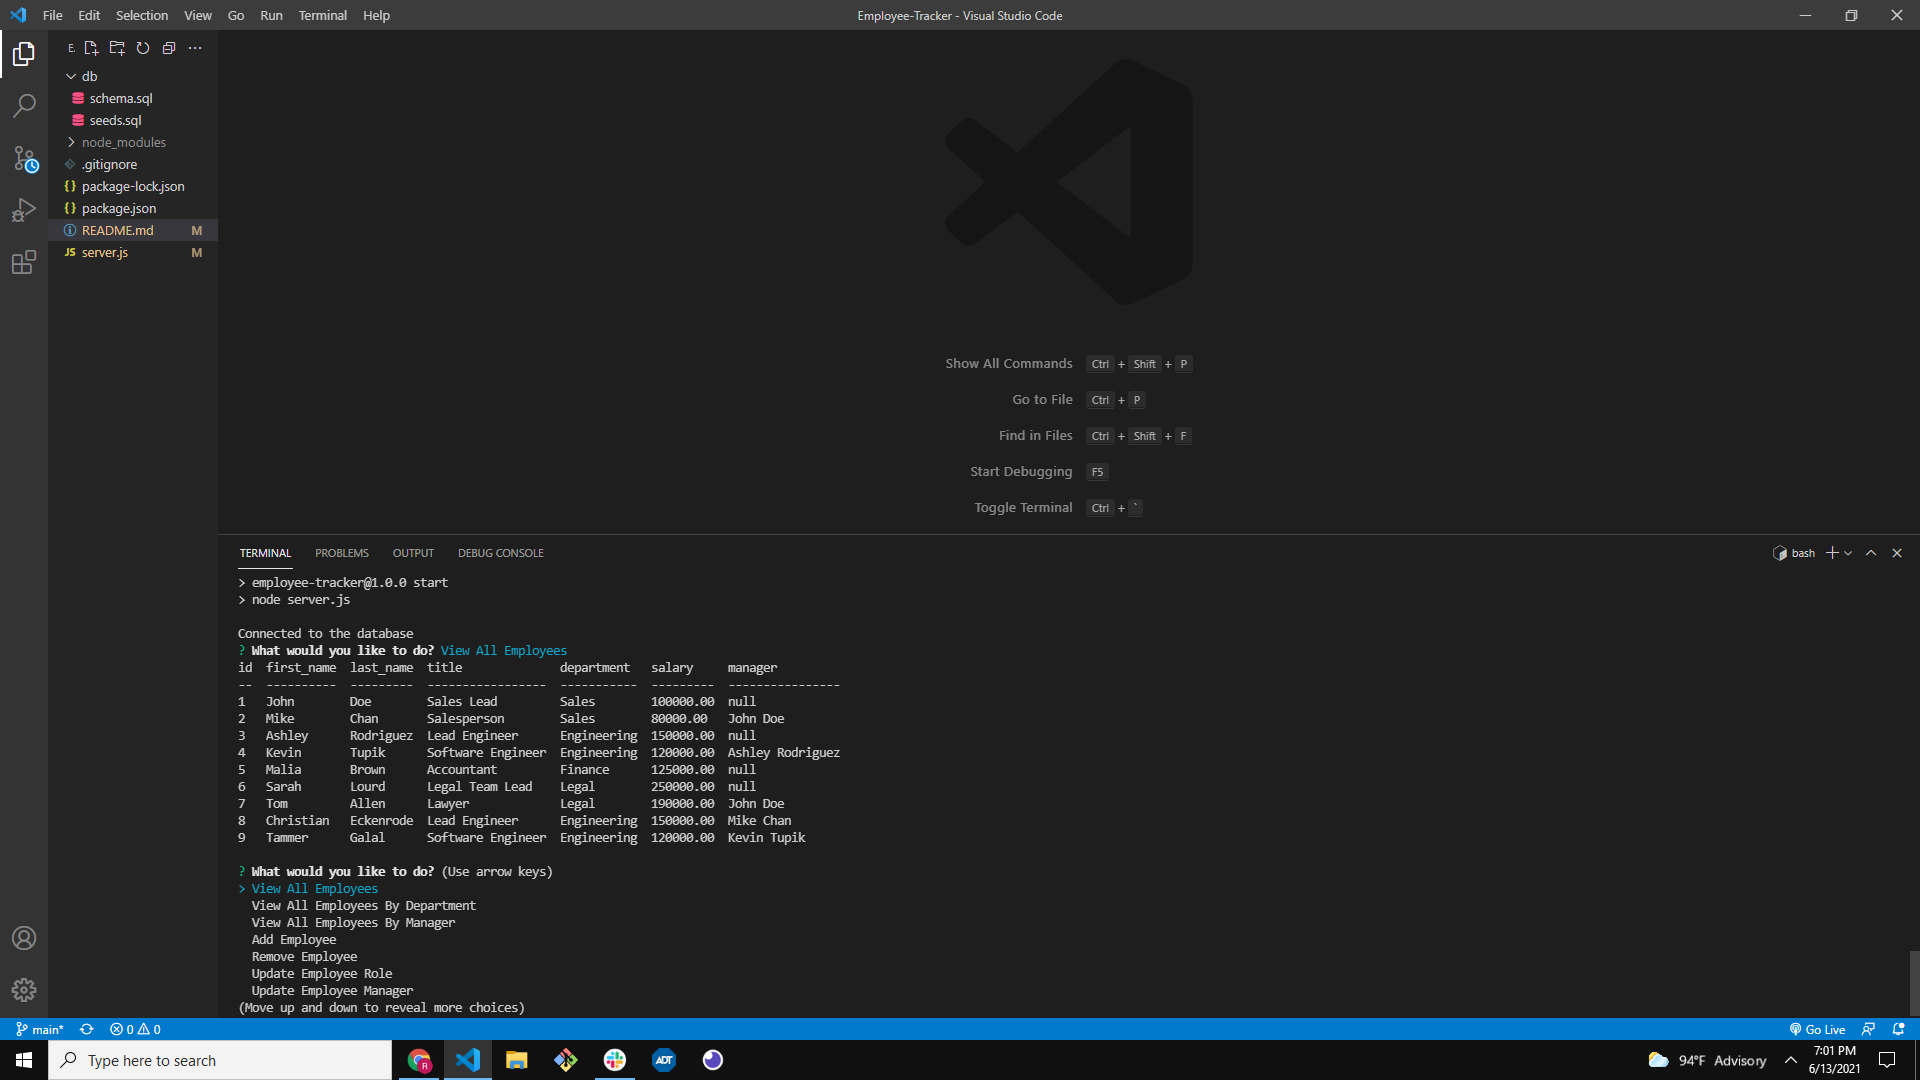 File Edit Selection View Go Run Terminal Help
Employee-Tracker - Visual Studio Code
E.
db
schema.sql
seeds.sql
node_modules
.gitignore
package-lock.json
package.json
README.md M
server.js M
Show All Commands Ctrl + Shift + P
Go to File Ctrl + P
Find in Files Ctrl + Shift + F
Start Debugging F5
Toggle Terminal Ctrl + `
TERMINAL PROBLEMS OUTPUT DEBUG CONSOLE
bash
> employee-tracker@1.0.0 start
> node server.js
Connected to the database
? What would you like to do? View All Employees
id first_name last_name title department salary manager
-- ---------- --------- ----------------- ----------- --------- ----------------
1 John Doe Sales Lead Sales 100000.00 null
2 Mike Chan Salesperson Sales 80000.00 John Doe
3 Ashley Rodriguez Lead Engineer Engineering 150000.00 null
4 Kevin Tupik Software Engineer Engineering 120000.00 Ashley Rodriguez
5 Malia Brown Accountant Finance 125000.00 null
6 Sarah Lourd Legal Team Lead Legal 250000.00 null
7 Tom Allen Lawyer Legal 190000.00 John Doe
8 Christian Eckenrode Lead Engineer Engineering 150000.00 Mike Chan
9 Tammer Galal Software Engineer Engineering 120000.00 Kevin Tupik
? What would you like to do? (Use arrow keys)
> View All Employees
View All Employees By Department
View All Employees By Manager
Add Employee
Remove Employee
Update Employee Role
Update Employee Manager
(Move up and down to reveal more choices)
main* 0 0
Go Live
Type here to search
R
ADT
94°F Advisory
7:01 PM
6/13/2021